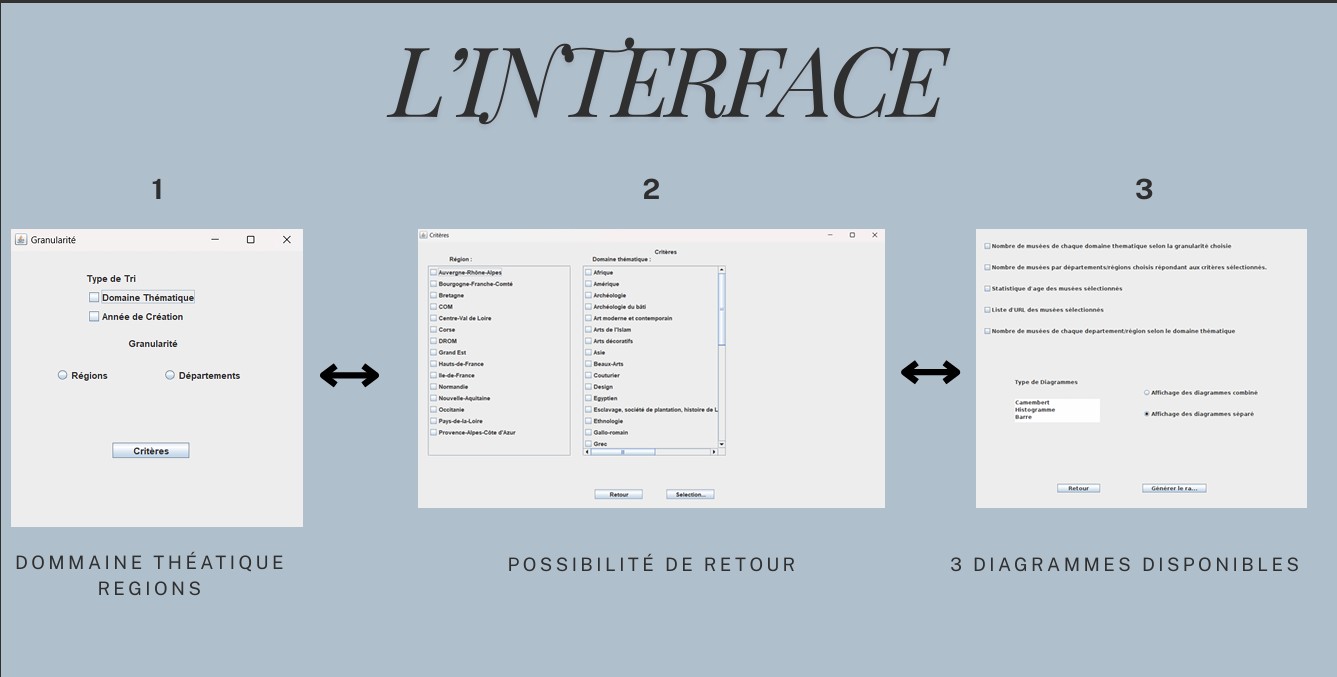 L'INTERFACE
1
Granularité
Type de Tri
Domaine Thématique
Année de Création
Granularité
Régions
Départements
Critères
DOMMAINE THÉATIQUE
REGIONS
2
Critères
Critères
Région :
Domaine thématique :
Auvergne-Rhône-Alpes
Bourgogne-Franche-Comté
Bretagne
COM
Centre-Val de Loire
Corse
DROM
Grand Est
Hauts-de-France
Ile-de-France
Normandie
Nouvelle-Aquitaine
Occitanie
Pays-de-la-Loire
Provence-Alpes-Côte d'Azur
Afrique
Amérique
Archéologie
Archéologie du bâti
Art moderne et contemporain
Arts de l'Islam
Arts décoratifs
Asie
Beaux-Arts
Couturier
Design
Egyptien
Esclavage, société de plantation, histoire de L
Ethnologie
Gallo-romain
Grec
Retour
Selection...
POSSIBILITÉ DE RETOUR
3
Nombre de musées de chaque domaine thematique selon la granularité choisie
Nombre de musées par départements/régions choisis répondant aux critères sélectionnés.
Statistique d'age des musées sélectionnés
Liste d'URL des musées sélectionnés
Nombre de musées de chaque departement/région selon le domaine thématique
Type de Diagrammes
Camembert
Histogramme
Barre
Affichage des diagrammes combiné
Affichage des diagrammes séparé
Retour
Générer le ra...
3 DIAGRAMMES DISPONIBLES